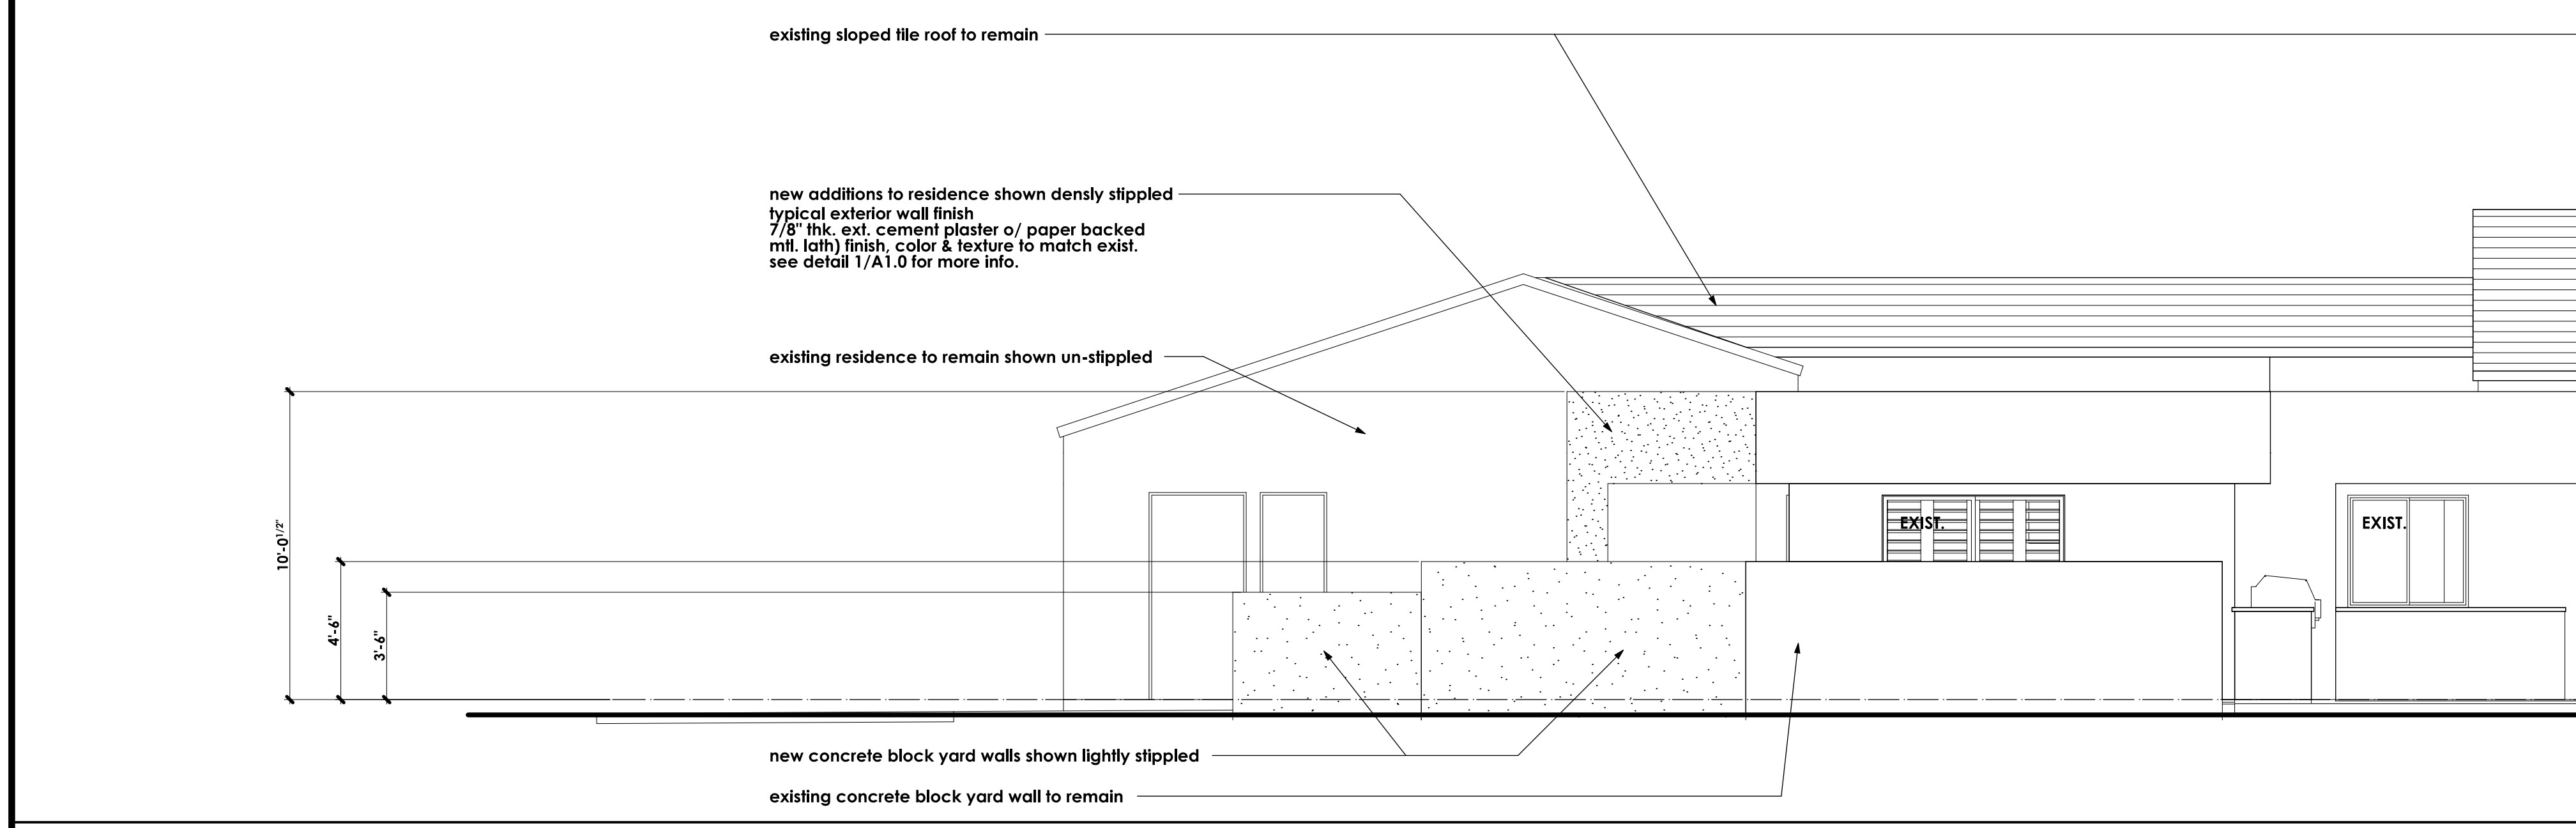 existing sloped tile roof to remain
new additions to residence shown densly stippled
typical exterior wall finish
7/8" thk. ext. cement plaster o/ paper backed
mtl. lath) finish, color & texture to match exist.
see detail 1/A1.0 for more info.
existing residence to remain shown un-stippled
10'-0 1/2"
4'-6"
3'-6"
EXIST.
EXIST.
new concrete block yard walls shown lightly stippled
existing concrete block yard wall to remain